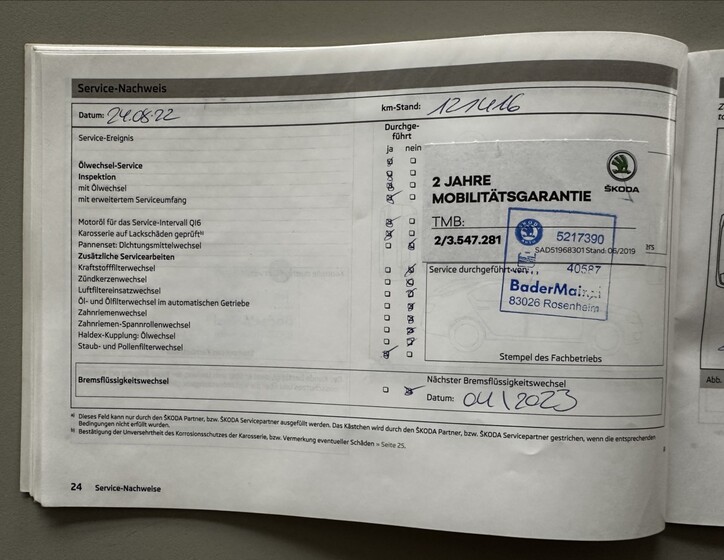 Service-Nachweis
Datum: 24.08.22
km-Stand: 121416
Service-Ereignis
Durchge-
führt
ja nein
Ölwechsel-Service
Inspektion
mit Ölwechsel
mit erweitertem Serviceumfang
Motoröl für das Service-Intervall QI6
Karosserie auf Lackschäden geprüftᵇ⁾
Pannenset: Dichtungsmittelwechsel
Zusätzliche Servicearbeiten
Kraftstofffilterwechsel
Zündkerzenwechsel
Luftfiltereinsatzwechsel
Öl- und Ölfilterwechsel im automatischen Getriebe
Zahnriemenwechsel
Zahnriemen-Spannrollenwechsel
Haldex-Kupplung: Ölwechsel
Staub- und Pollenfilterwechsel
ŠKODA
2 JAHRE
MOBILITÄTSGARANTIE
TMB:
2/3.547.281
SKODA
5217390
SAD51968301 Stand: 06/2019
Service durchgeführt
40587
83026 Rosenheim
Stempel des Fachbetriebs
Bremsflüssigkeitswechsel
Nächster Bremsflüssigkeitswechsel
Datum: 04/2023
ᵃ⁾ Dieses Feld kann nur durch den ŠKODA Partner, bzw. ŠKODA Servicepartner ausgefüllt werden. Das Kästchen wird durch den ŠKODA Partner, bzw. ŠKODA Servicepartner gestrichen, wenn die entsprechenden
Bedingungen nicht erfüllt wurden.
ᵇ⁾ Bestätigung der Unversehrtheit des Korrosionsschutzes der Karosserie, bzw. Vermerkung eventueller Schäden » Seite 25.
24 Service-Nachweise
Abb.